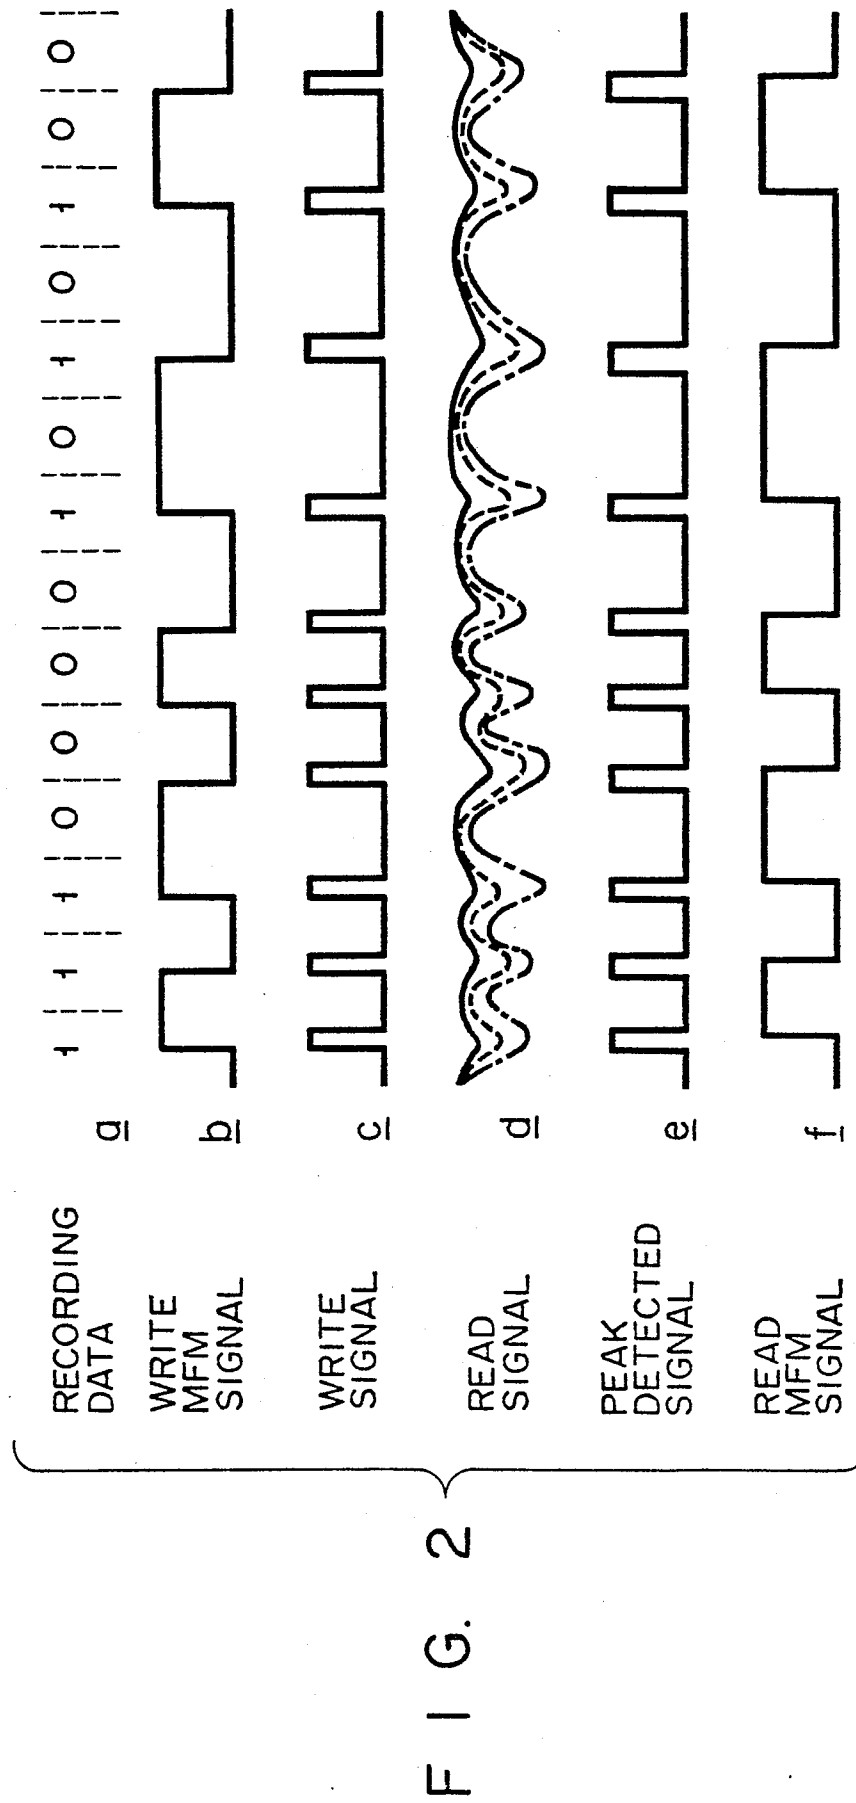 F I G. 2
RECORDING
DATA
a
1 1 1 0 0 0 0 1 0 1 0 1 0 0
WRITE
MFM
SIGNAL
b
WRITE
SIGNAL
c
READ
SIGNAL
d
PEAK
DETECTED
SIGNAL
e
READ
MFM
SIGNAL
f